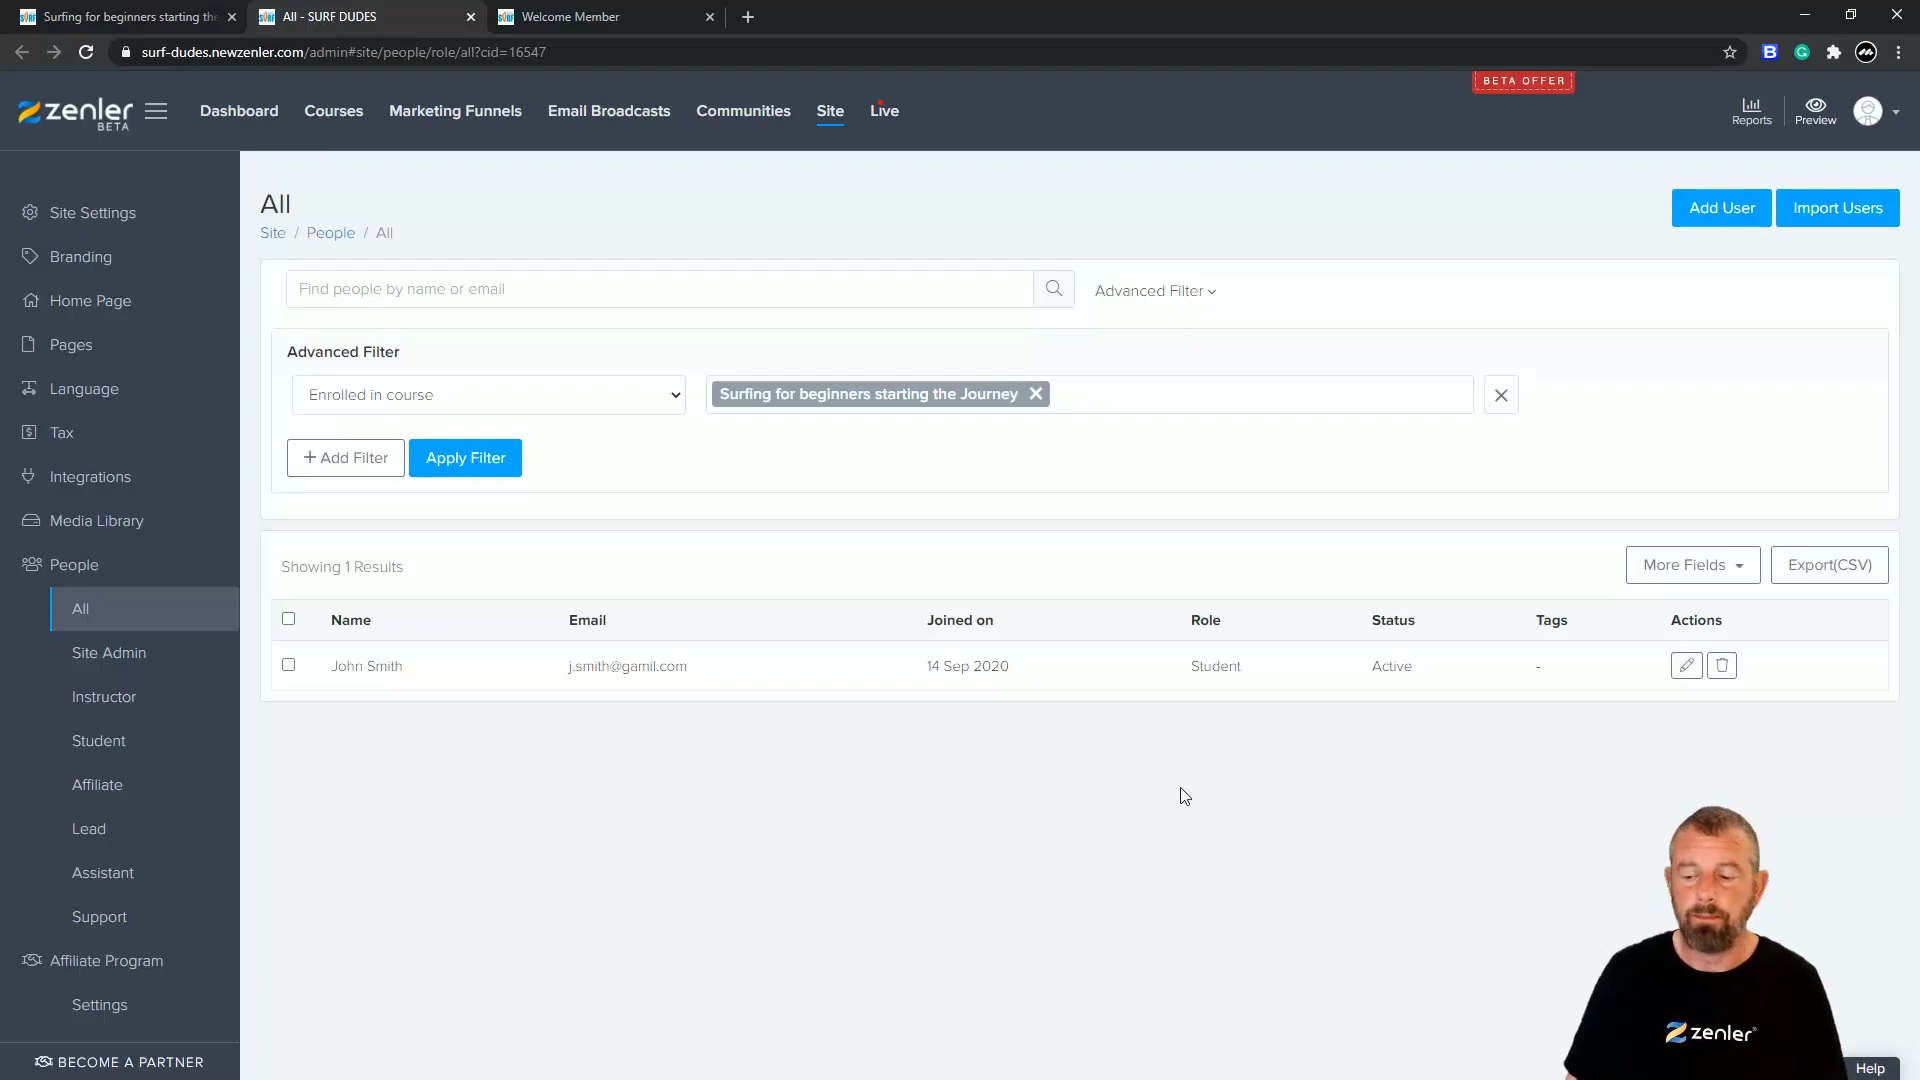 Surfing for beginners starting the
All - SURF DUDES
Welcome Member
surf-dudes.newzenler.com/admin#site/people/role/all?cid=16547
BETA OFFER
zenler
BETA
Dashboard
Courses
Marketing Funnels
Email Broadcasts
Communities
Site
Live
Reports
Preview
Site Settings
Branding
Home Page
Pages
Language
Tax
Integrations
Media Library
People
All
Site Admin
Instructor
Student
Affiliate
Lead
Assistant
Support
Affiliate Program
Settings
BECOME A PARTNER
All
Site / People / All
Add User
Import Users
Find people by name or email
Advanced Filter
Advanced Filter
Enrolled in course
Surfing for beginners starting the Journey
+ Add Filter
Apply Filter
Showing 1 Results
More Fields
Export(CSV)
Name Email Joined on Role Status Tags Actions
John Smith j.smith@gamil.com 14 Sep 2020 Student Active -
zenler
Help